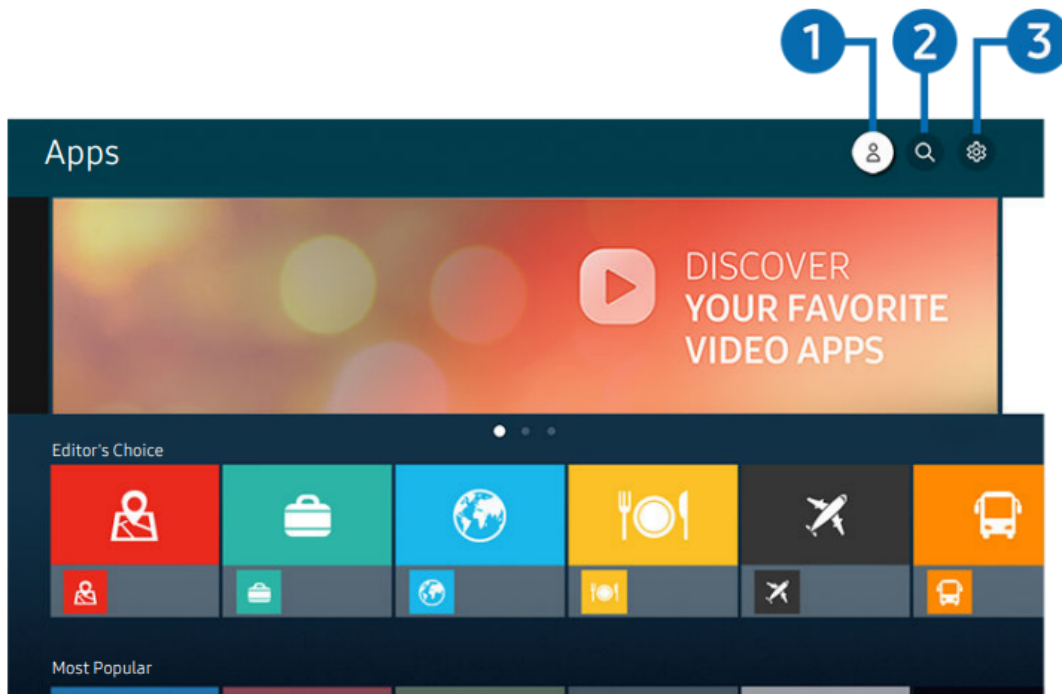 1 2 3
Apps
DISCOVER
YOUR FAVORITE
VIDEO APPS
Editor's Choice
Most Popular